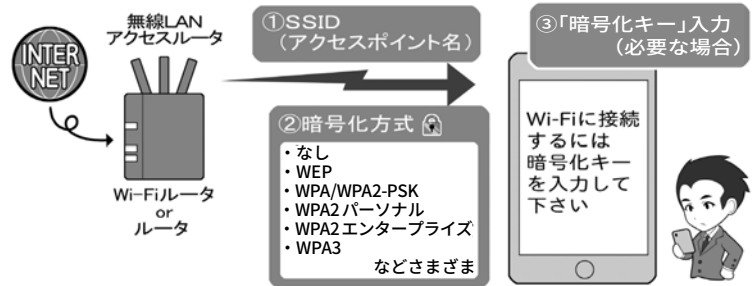 INTER
NET
無線LAN
アクセスルータ
Wi-Fiルータ
or
ルータ
①SSID
(アクセスポイント名)
②暗号化方式
・なし
・WEP
・WPA/WPA2-PSK
・WPA2パーソナル
・WPA2エンタープライズ
・WPA3
などさまざま
③「暗号化キー」入力
(必要な場合)
Wi-Fiに接続
するには
暗号化キー
を入力して
下さい